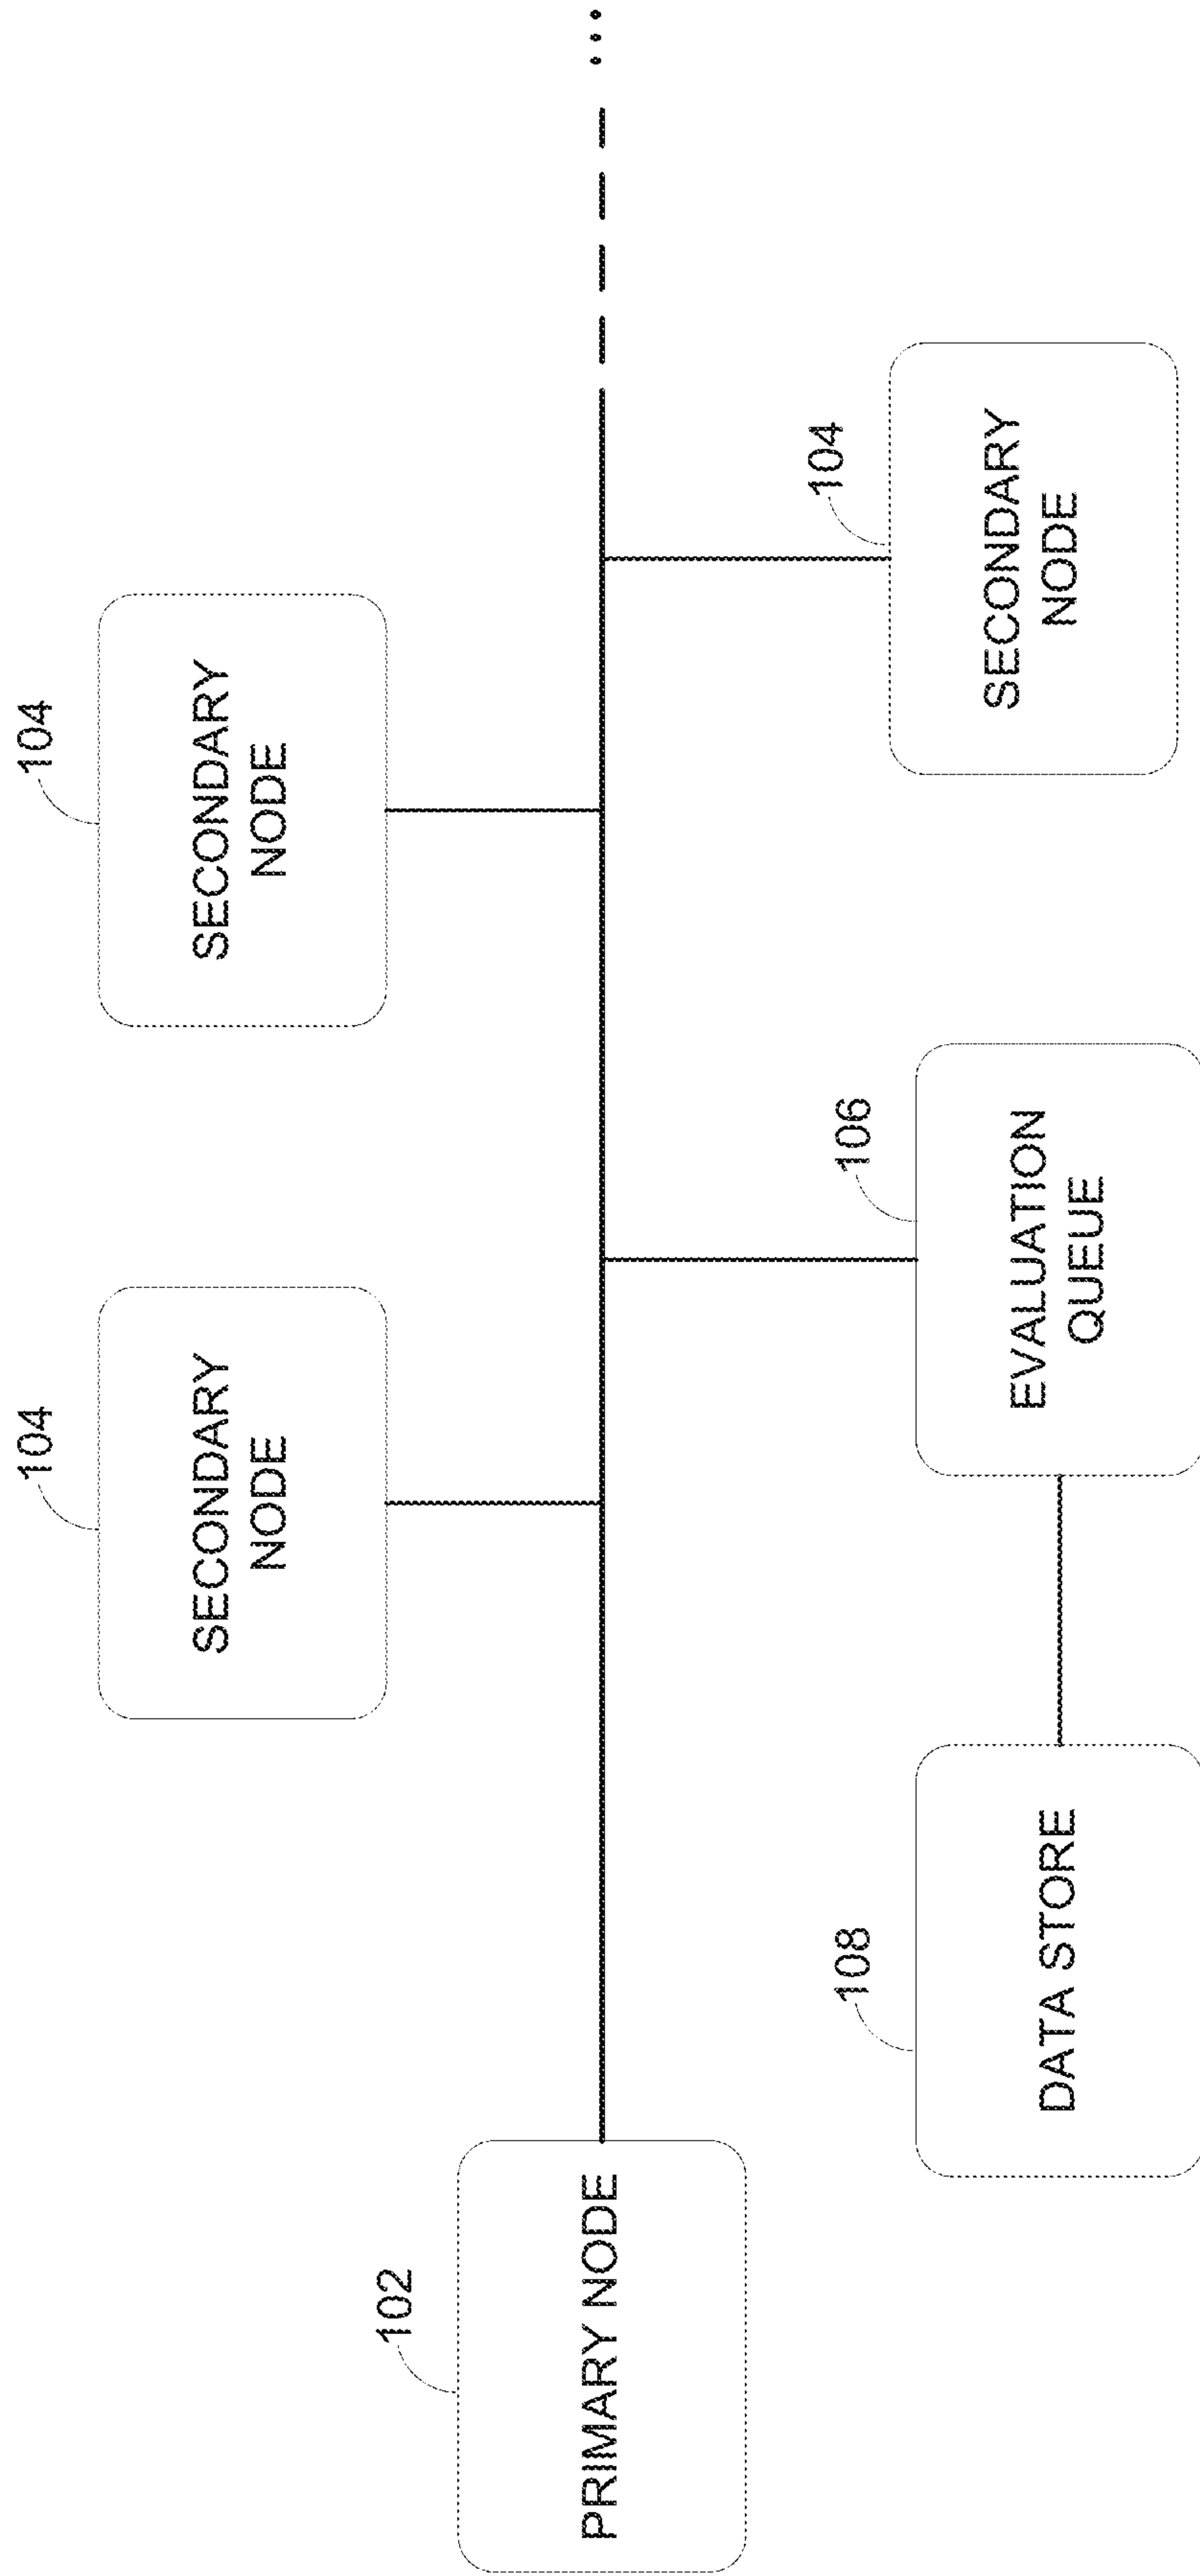 104
SECONDARY
NODE
104
SECONDARY
NODE
102
PRIMARY NODE
108
DATA STORE
106
EVALUATION
QUEUE
104
SECONDARY
NODE